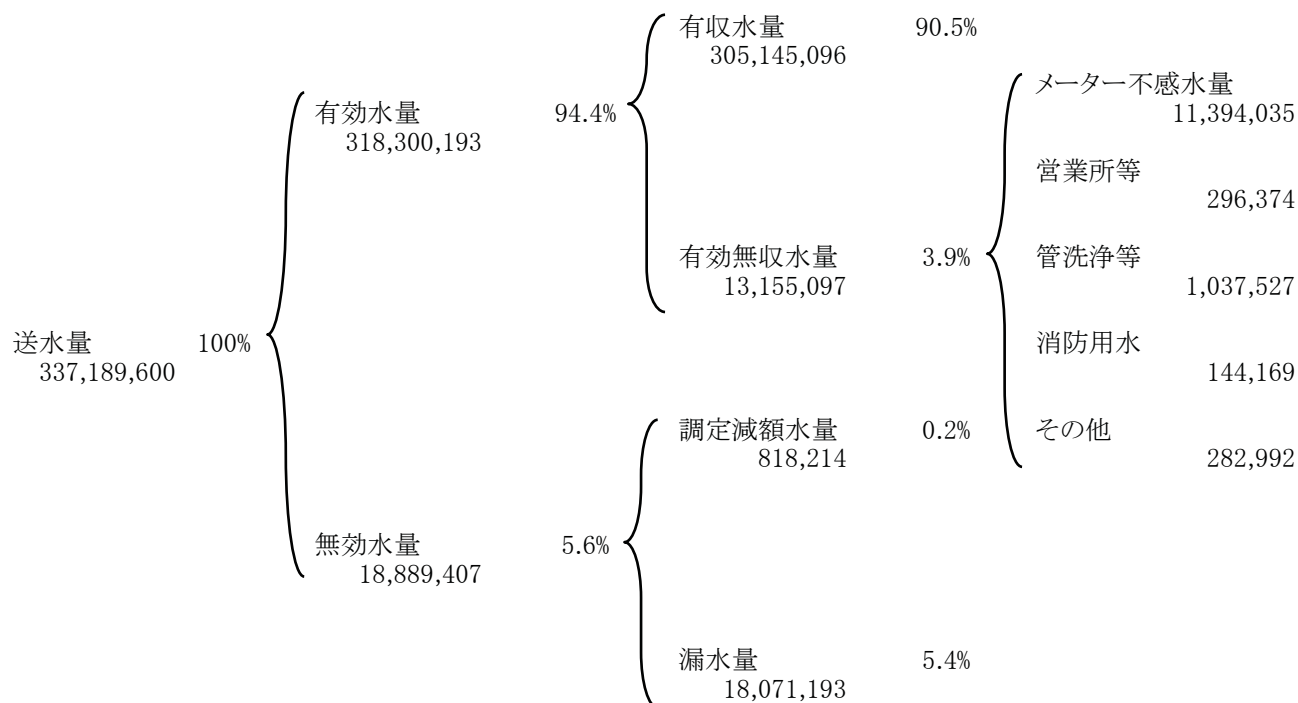 有収水量 90.5%
305,145,096
メーター不感水量
有効水量 94.4% 11,394,035
318,300,193
営業所等
296,374
有効無収水量 3.9% 管洗浄等
13,155,097 1,037,527
送水量 100% 消防用水
337,189,600 144,169
調定減額水量 0.2% その他
818,214 282,992
無効水量 5.6%
18,889,407
漏水量 5.4%
18,071,193